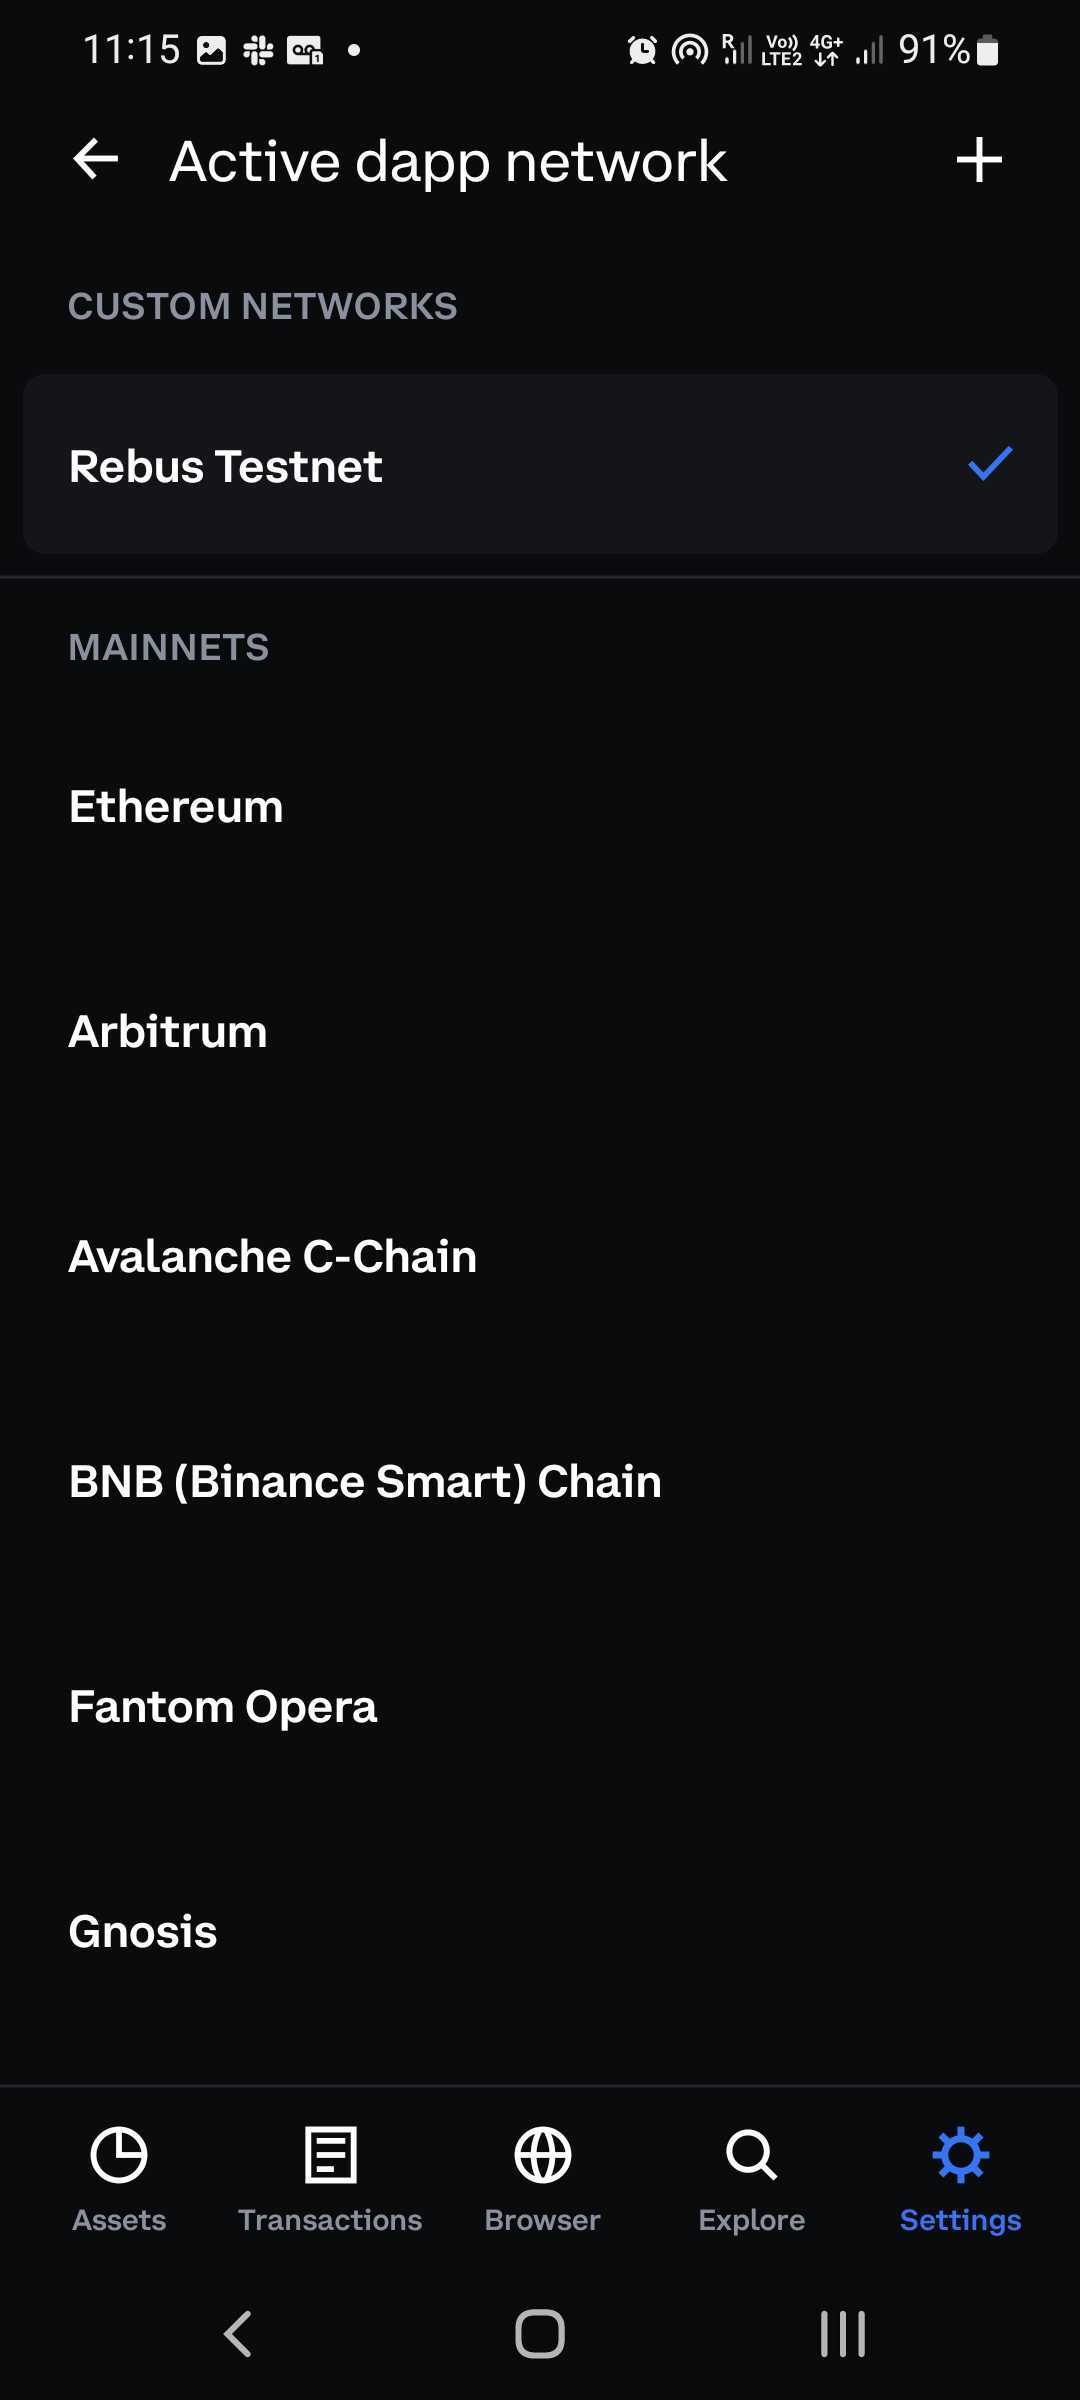 11:15
R Vo)) LTE2 4G+ 91%
Active dapp network
CUSTOM NETWORKS
Rebus Testnet
MAINNETS
Ethereum
Arbitrum
Avalanche C-Chain
BNB (Binance Smart) Chain
Fantom Opera
Gnosis
Assets Transactions Browser Explore Settings